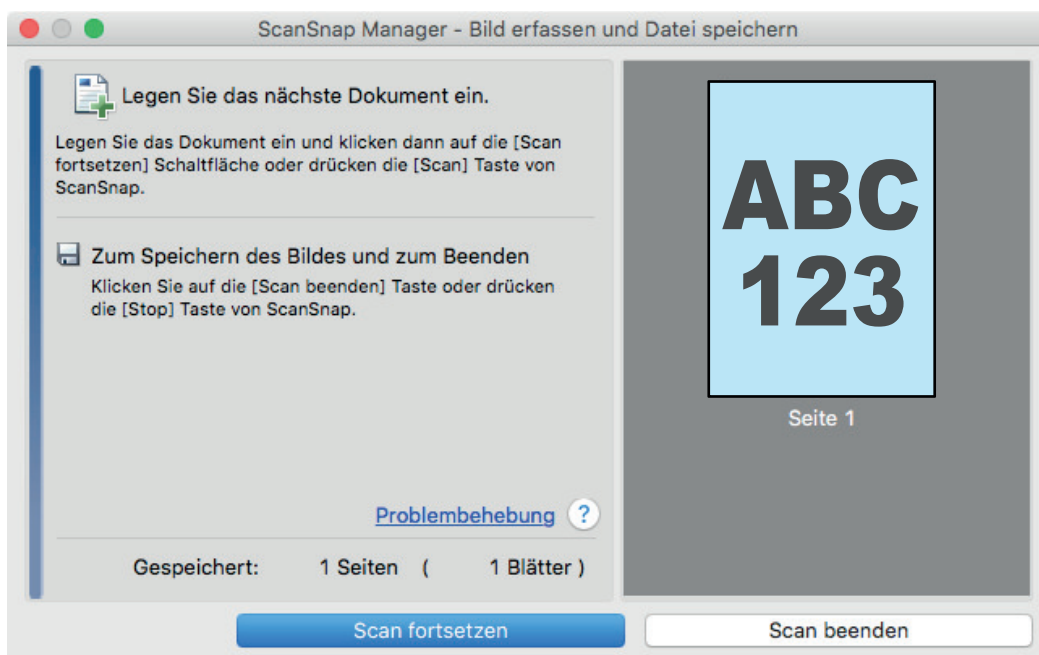 ScanSnap Manager - Bild erfassen und Datei speichern
Legen Sie das nächste Dokument ein.
Legen Sie das Dokument ein und klicken dann auf die [Scan
fortsetzen] Schaltfläche oder drücken die [Scan] Taste von
ScanSnap.
Zum Speichern des Bildes und zum Beenden
Klicken Sie auf die [Scan beenden] Taste oder drücken
die [Stop] Taste von ScanSnap.
Problembehebung ?
Gespeichert: 1 Seiten ( 1 Blätter )
ABC
123
Seite 1
Scan fortsetzen
Scan beenden